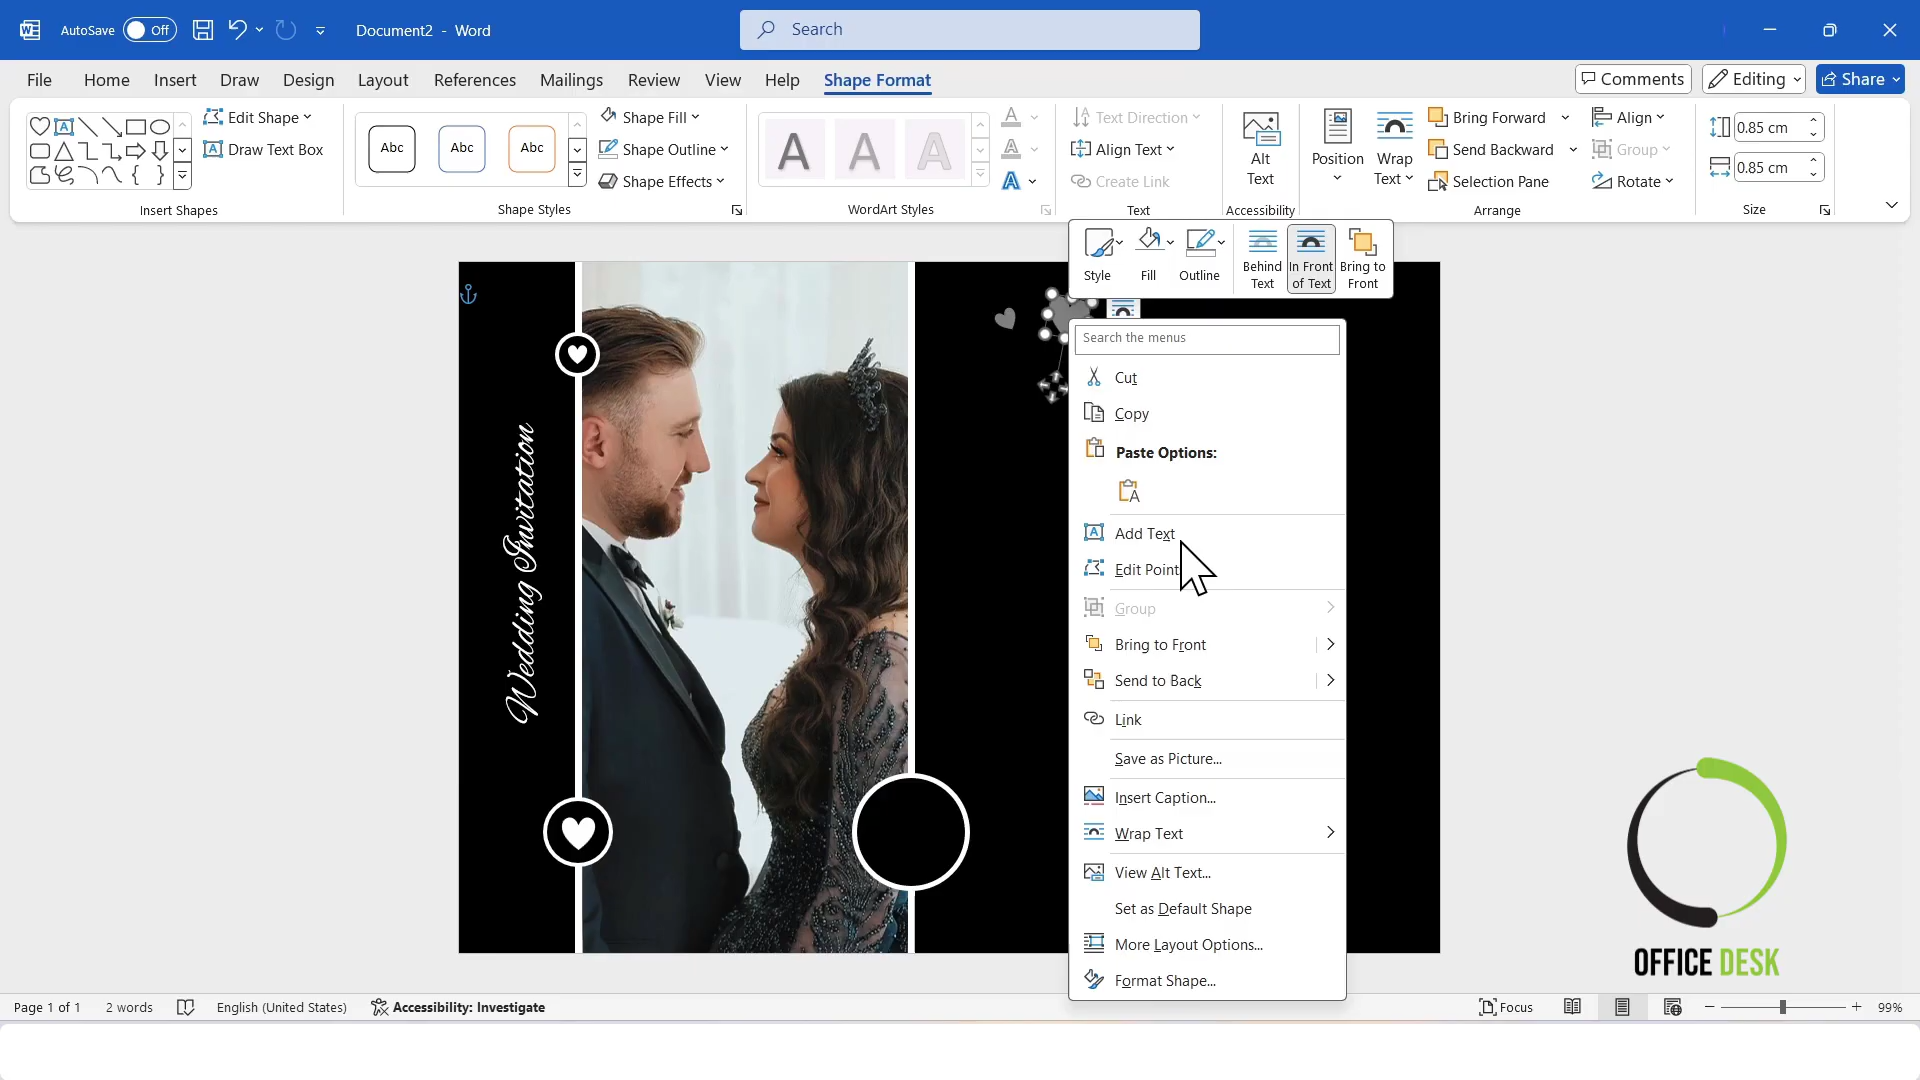 AutoSave Off Document2 - Word Search
File Home Insert Draw Design Layout References Mailings Review View Help Shape Format Comments Editing Share
Edit Shape
Draw Text Box
Insert Shapes
Abc Abc Abc
Shape Fill
Shape Outline
Shape Effects
Shape Styles
A A A
WordArt Styles
Text Direction
Align Text
Create Link
Text
Alt Text
Accessibility
Position
Wrap Text
Bring Forward
Send Backward
Selection Pane
Align
Group
Rotate
Arrange
0.85 cm
0.85 cm
Size
Style Fill Outline
Behind Text
In Front of Text
Bring to Front
Search the menus
Cut
Copy
Paste Options:
Add Text
Edit Point
Group
Bring to Front
Send to Back
Link
Save as Picture...
Insert Caption...
Wrap Text
View Alt Text...
Set as Default Shape
More Layout Options...
Format Shape...
Wedding Invitation
OFFICE DESK
Page 1 of 1 2 words English (United States) Accessibility: Investigate Focus 99%